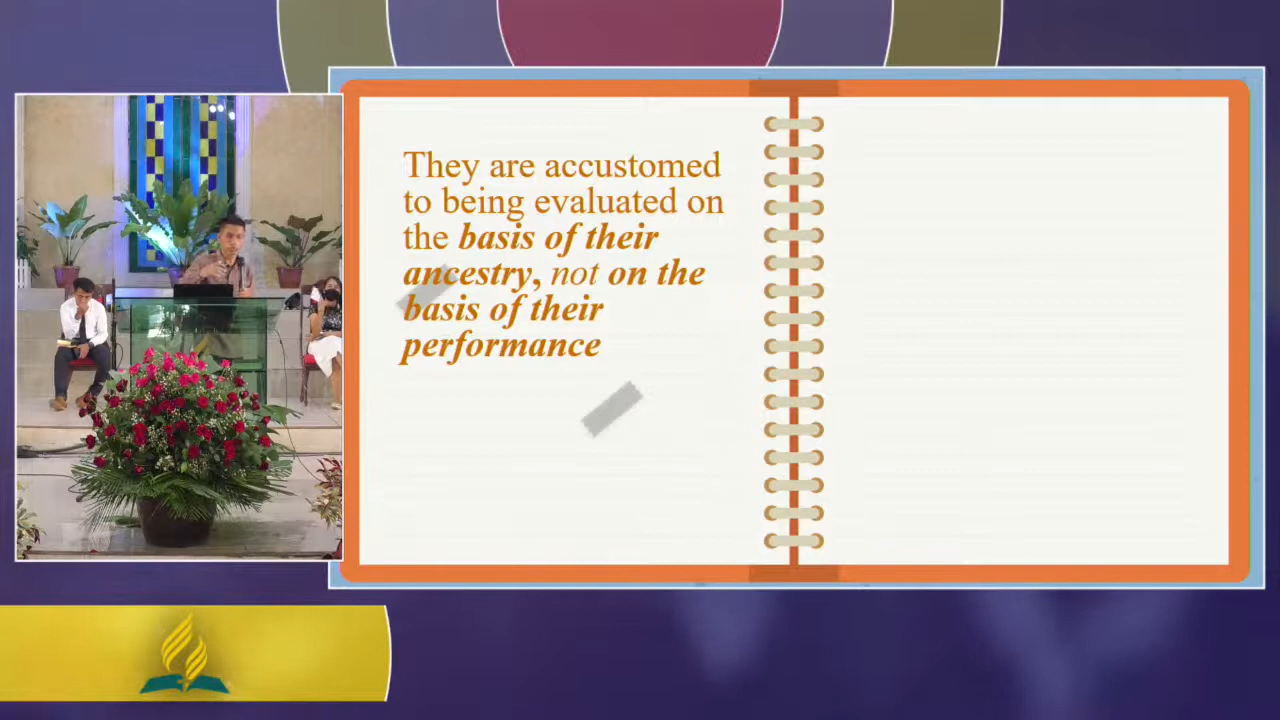 They are accustomed
to being evaluated on
the basis of their
ancestry, not on the
basis of their
performance